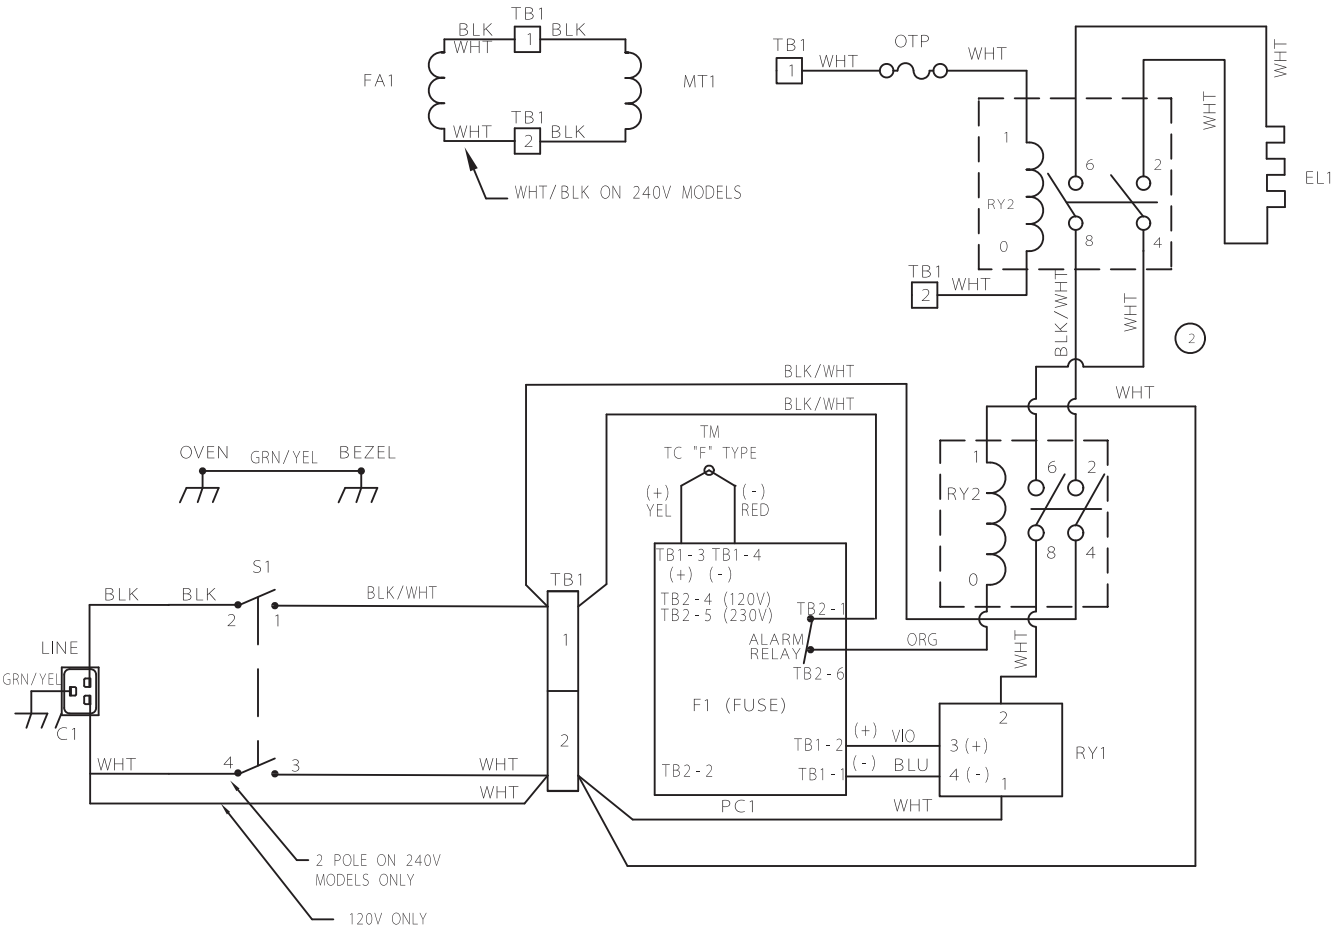 TB1
BLK 1 BLK
WHT
FA1
MT1
TB1
WHT 2 BLK
WHT/BLK ON 240V MODELS
TB1
1
WHT
OTP
WHT
WHT
WHT
EL1
1
6
2
RY2
0
8
4
TB1
2
WHT
BLK/WHT
WHT
2
BLK/WHT
WHT
BLK/WHT
TM
TC "F" TYPE
(+)
YEL
(-)
RED
OVEN
GRN/YEL
BEZEL
1
6
2
RY2
8
4
0
TB1-3 TB1-4
(+) (-)
TB2-4 (120V)
TB2-5 (230V)
TB2-1
ALARM
RELAY
TB2-6
F1 (FUSE)
TB1-2
TB2-2
TB1-1
PC1
ORG
WHT
(+)
VIO
(-)
BLU
WHT
2
3 (+)
4 (-)
1
RY1
S1
BLK
BLK
2
1
BLK/WHT
TB1
1
2
LINE
GRN/YEL
C1
WHT
4
3
WHT
WHT
2 POLE ON 240V
MODELS ONLY
120V ONLY